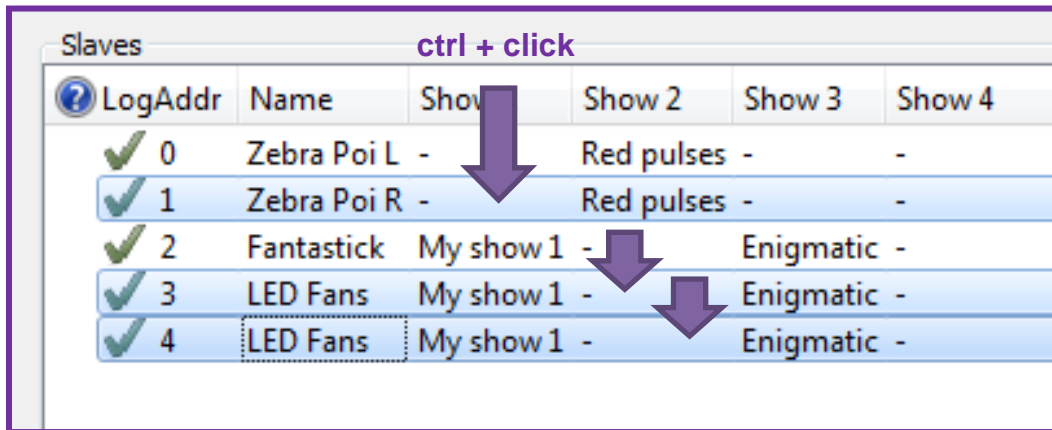 Slaves ctrl + click
LogAddr Name Show Show 2 Show 3 Show 4
0 Zebra Poi L - Red pulses - -
1 Zebra Poi R - Red pulses - -
2 Fantastick My show 1 - Enigmatic -
3 LED Fans My show 1 - Enigmatic -
4 LED Fans My show 1 - Enigmatic -